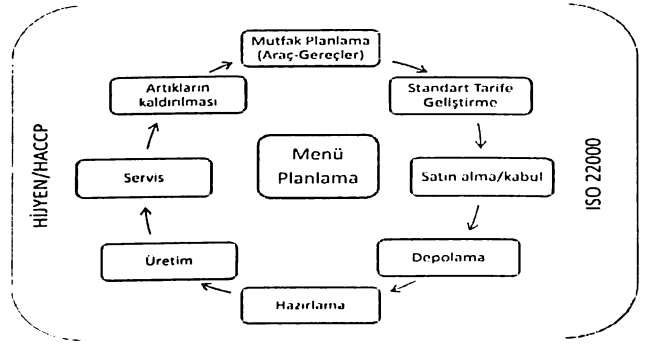 Mutfak Planlama
(Araç-Gereçler)
Standart Tarife
Geliştirme
Satın alma/kabul
Depolama
Hazırlama
Üretim
Servis
Artıkların
kaldırılması
Menü
Planlama
HİJYEN/HACCP
ISO 22000